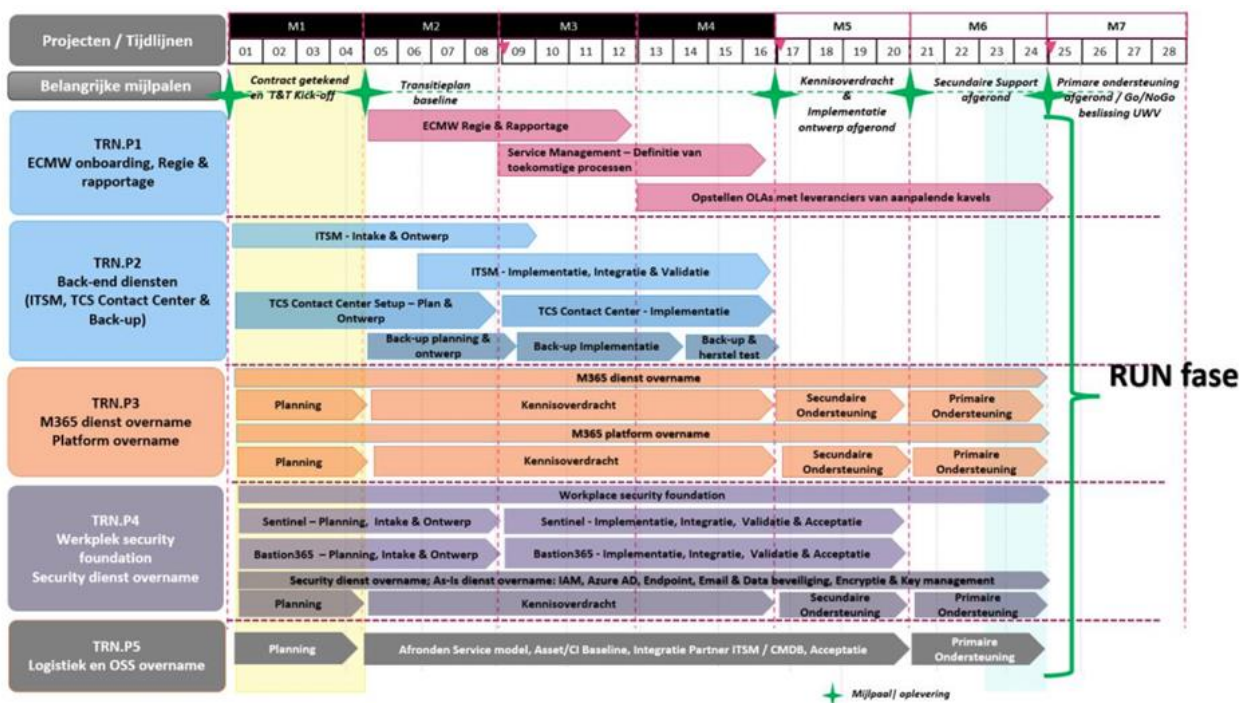 Projecten / Tijdlijnen
M1 M2 M3 M4 M5 M6 M7
01 02 03 04 05 06 07 08 09 10 11 12 13 14 15 16 17 18 19 20 21 22 23 24 25 26 27 28
Belangrijke mijlpalen
Contract getekend
en T&T Kick-off
Transitieplan
baseline
Kennisoverdracht
&
Implementatie
ontwerp afgerond
Secundaire Support
afgerond
Primare ondersteuning
afgerond / Go/NoGo
beslissing UWV
TRN.P1
ECMW onboarding, Regie &
rapportage
ECMW Regie & Rapportage
Service Management – Definitie van
toekomstige processen
Opstellen OLAs met leveranciers van aanpalende kavels
TRN.P2
Back-end diensten
(ITSM, TCS Contact Center &
Back-up)
ITSM - Intake & Ontwerp
ITSM - Implementatie, Integratie & Validatie
TCS Contact Center Setup – Plan &
Ontwerp
TCS Contact Center - Implementatie
Back-up planning &
ontwerp
Back-up Implementatie
Back-up &
herstel test
TRN.P3
M365 dienst overname
Platform overname
M365 dienst overname
Planning
Kennisoverdracht
Secundaire
Ondersteuning
Primaire
Ondersteuning
M365 platform overname
Planning
Kennisoverdracht
Secundaire
Ondersteuning
Primaire
Ondersteuning
TRN.P4
Werkplek security
foundation
Security dienst overname
Workplace security foundation
Sentinel – Planning, Intake & Ontwerp
Sentinel - Implementatie, Integratie, Validatie & Acceptatie
Bastion365 – Planning, Intake & Ontwerp
Bastion365 - Implementatie, Integratie, Validatie & Acceptatie
Security dienst overname; As-Is dienst overname: IAM, Azure AD, Endpoint, Email & Data beveiliging, Encryptie & Key management
Planning
Kennisoverdracht
Secundaire
Ondersteuning
Primaire
Ondersteuning
TRN.P5
Logistiek en OSS overname
Planning
Afronden Service model, Asset/CI Baseline, Integratie Partner ITSM / CMDB, Acceptatie
Primaire
Ondersteuning
RUN fase
Mijlpaal| oplevering